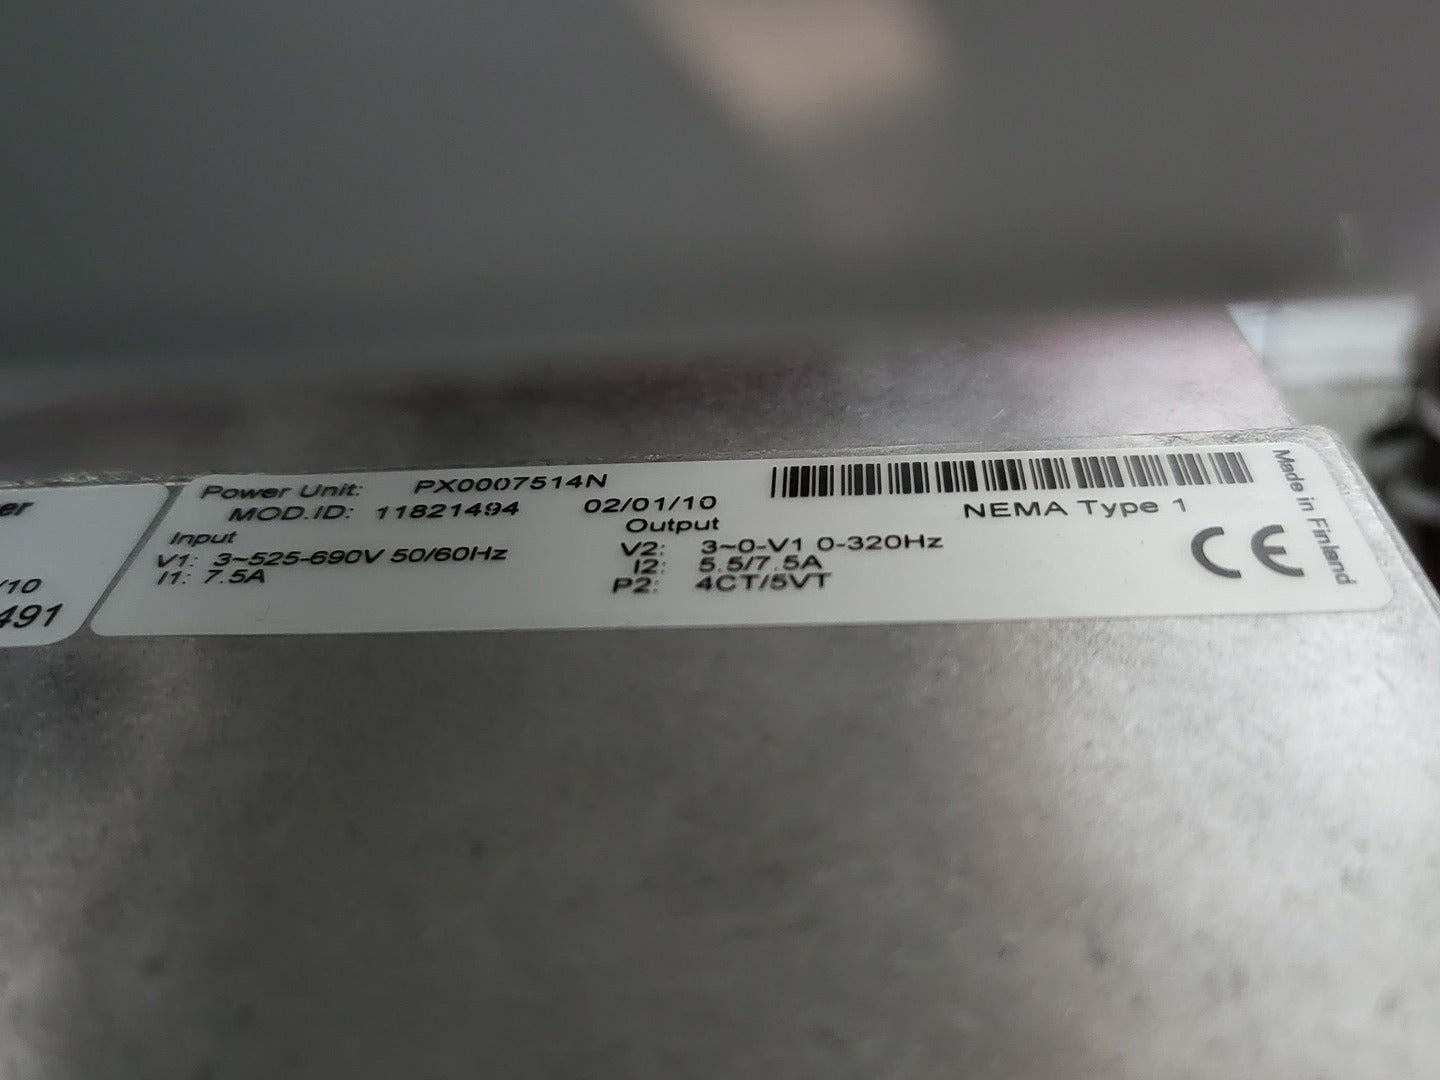 er
/10
491
Power Unit: PX0007514N
MOD.ID: 11821494 02/01/10
NEMA Type 1
Input
V1: 3~525-690V 50/60Hz
I1: 7.5A
Output
V2: 3~0-V1 0-320Hz
I2: 5.5/7.5A
P2: 4CT/5VT
CE
Made in Finland